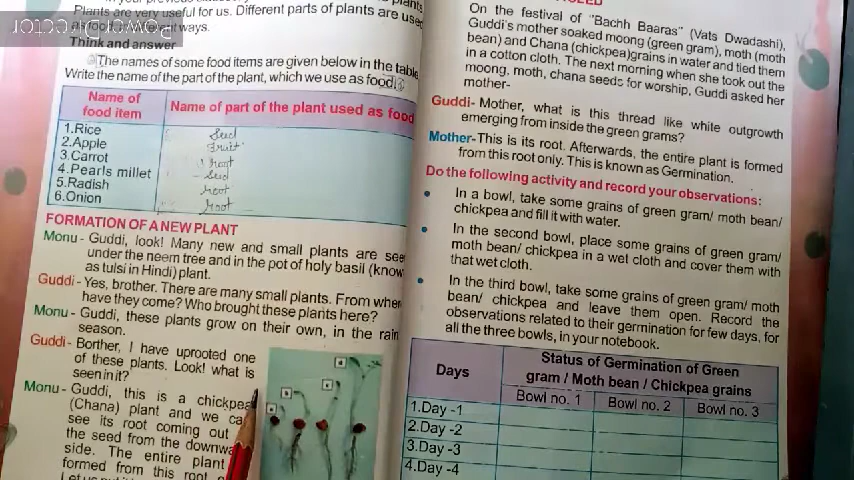 Plants are very useful for us. Different parts of plants are used
PowerDirector
Think and answer
The names of some food items are given below in the table
Write the name of the part of the plant, which we use as food.
Name of food item
Name of part of the plant used as food
1.Rice Seed
2.Apple Fruit
3.Carrot root
4.Pearls millet Seed
5.Radish root
6.Onion root
FORMATION OF A NEW PLANT
Monu - Guddi, look! Many new and small plants are see
under the neem tree and in the pot of holy basil (know
as tulsi in Hindi) plant.
Guddi - Yes, brother. There are many small plants. From wher
have they come? Who brought these plants here?
Monu - Guddi, these plants grow on their own, in the rain
season.
Guddi- Borther, I have uprooted one
of these plants. Look! what is
seen in it?
Monu - Guddi, this is a chickpea
(Chana) plant and we ca
see its root coming out
the seed from the downwa
side. The entire plant
formed from this root
On the festival of "Bachh Baaras" (Vats Dwadashi),
Guddi's mother soaked moong (green gram), moth (moth
bean) and Chana (chickpea)grains in water and tied them
in a cotton cloth. The next morning when she took out the
moong, moth, chana seeds for worship, Guddi asked her
mother-
Guddi- Mother, what is this thread like white outgrowth
emerging from inside the green grams?
Mother-This is its root. Afterwards, the entire plant is formed
from this root only. This is known as Germination.
Do the following activity and record your observations:
• In a bowl, take some grains of green gram/ moth bean/
chickpea and fill it with water.
• In the second bowl, place some grains of green gram/
moth bean/ chickpea in a wet cloth and cover them with
that wet cloth.
• In the third bowl, take some grains of green gram/ moth
bean/ chickpea and leave them open. Record the
observations related to their germination for few days, for
all the three bowls, in your notebook.
Days
Status of Germination of Green
gram / Moth bean / Chickpea grains
Bowl no. 1 Bowl no. 2 Bowl no. 3
1.Day -1
2.Day -2
3.Day -3
4.Day -4